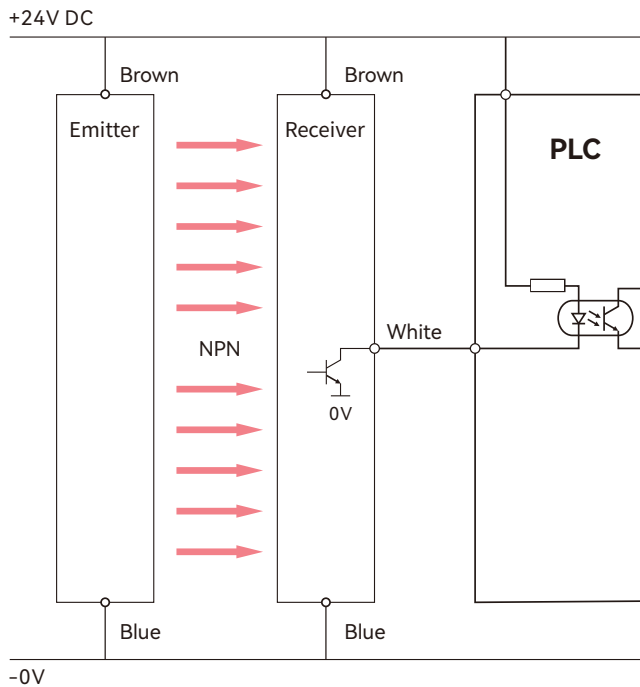 +24V DC
Brown
Brown
Emitter
Receiver
PLC
NPN
White
0V
Blue
Blue
-0V